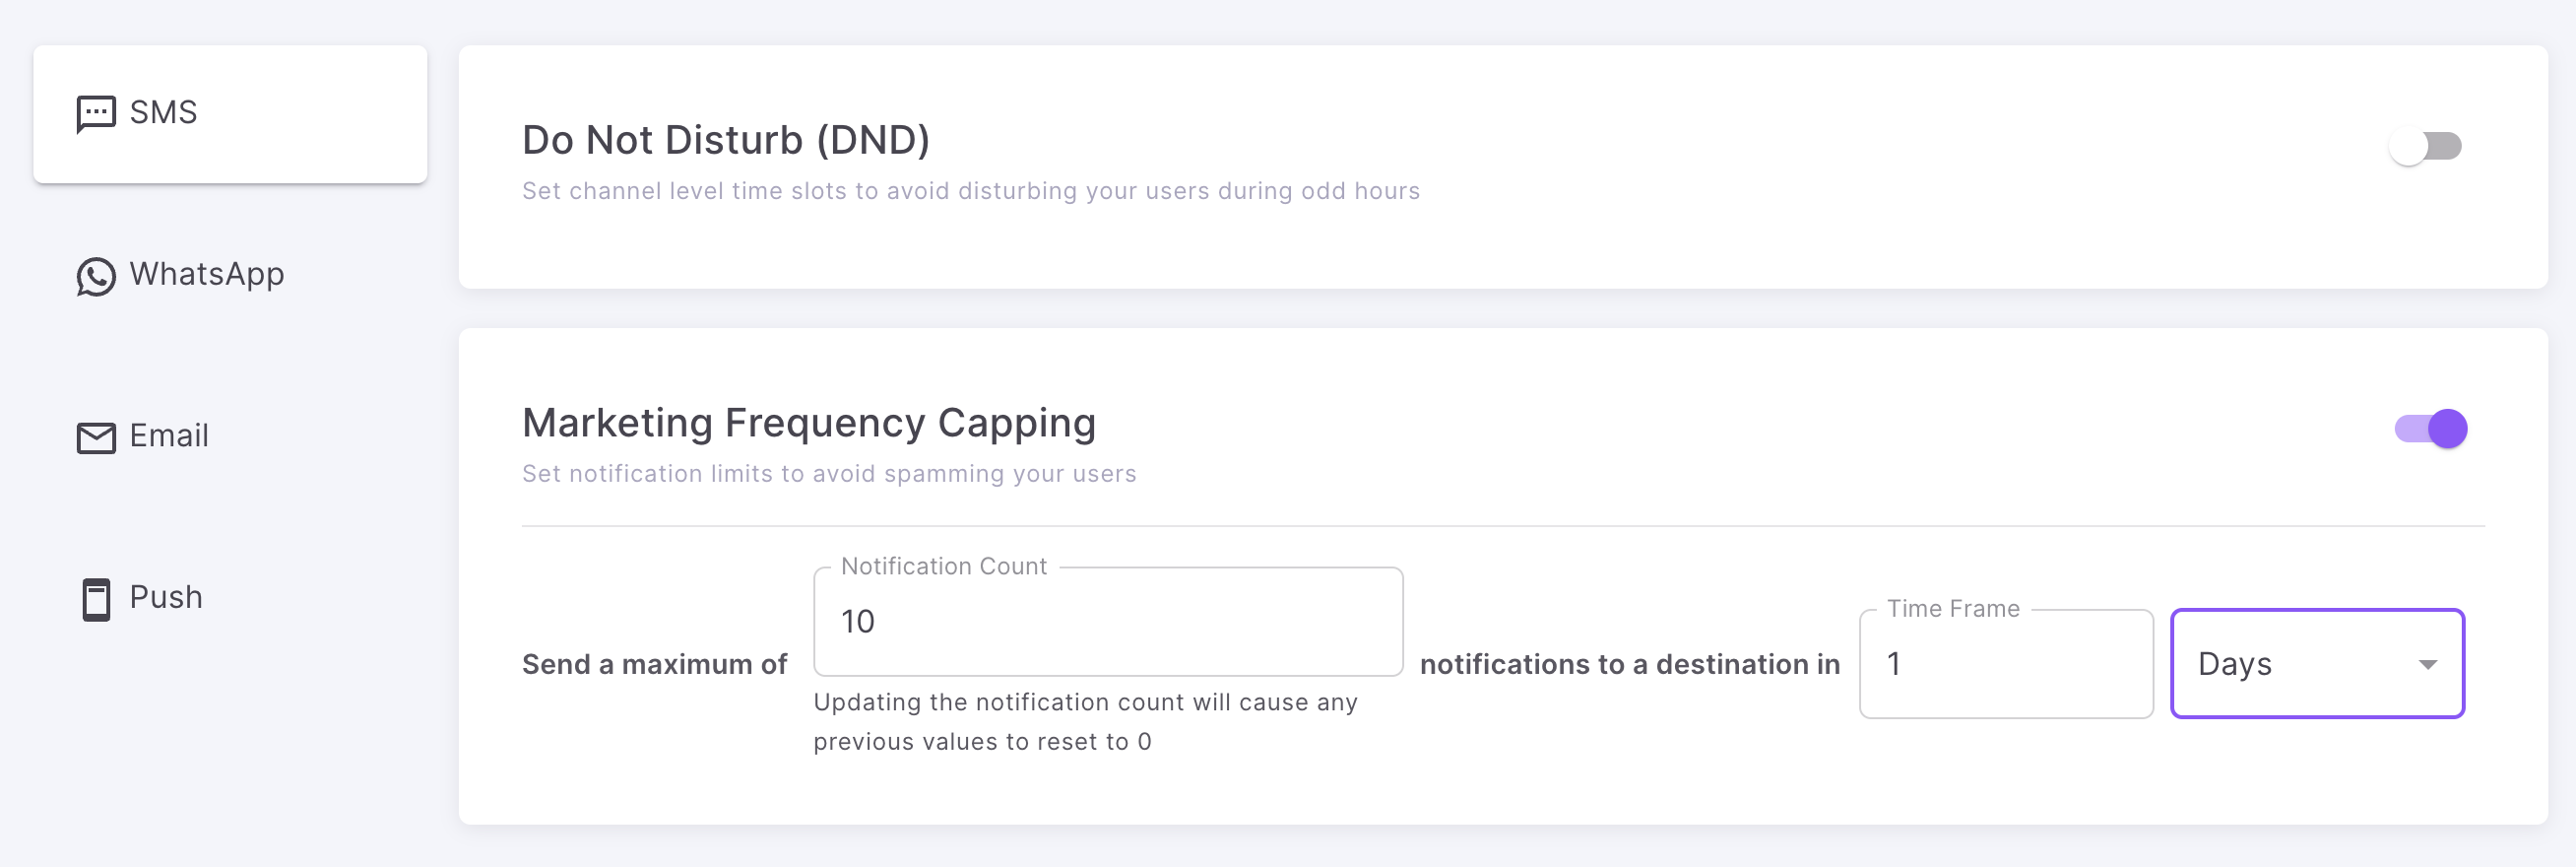 SMS
WhatsApp
Email
Push
Do Not Disturb (DND)
Set channel level time slots to avoid disturbing your users during odd hours
Marketing Frequency Capping
Set notification limits to avoid spamming your users
Send a maximum of
Notification Count
10
Updating the notification count will cause any
previous values to reset to 0
notifications to a destination in
Time Frame
1
Days